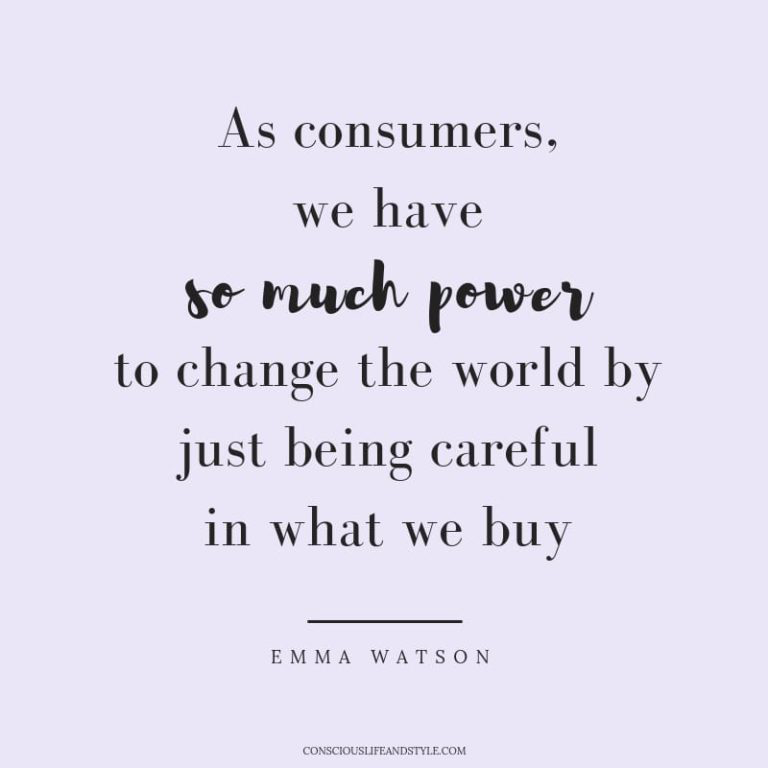 As consumers,
we have
so much power
to change the world by
just being careful
in what we buy
EMMA WATSON
CONSCIOUSLIFEANDSTYLE.COM